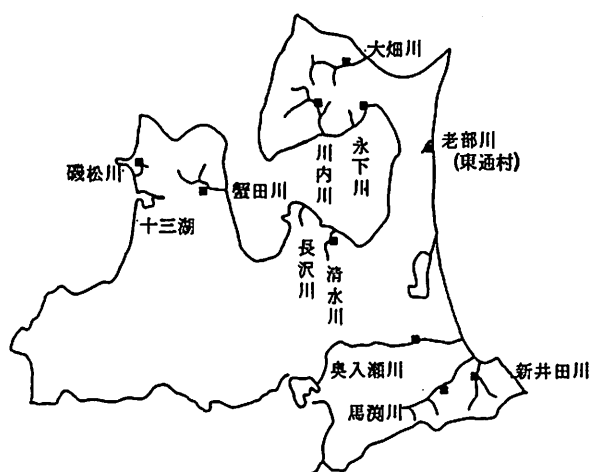 大畑川
老部川
(東通村)
川内川
永下川
磯松川
蟹田川
十三湖
長沢川
清水川
奥入瀬川
新井田川
馬渕川